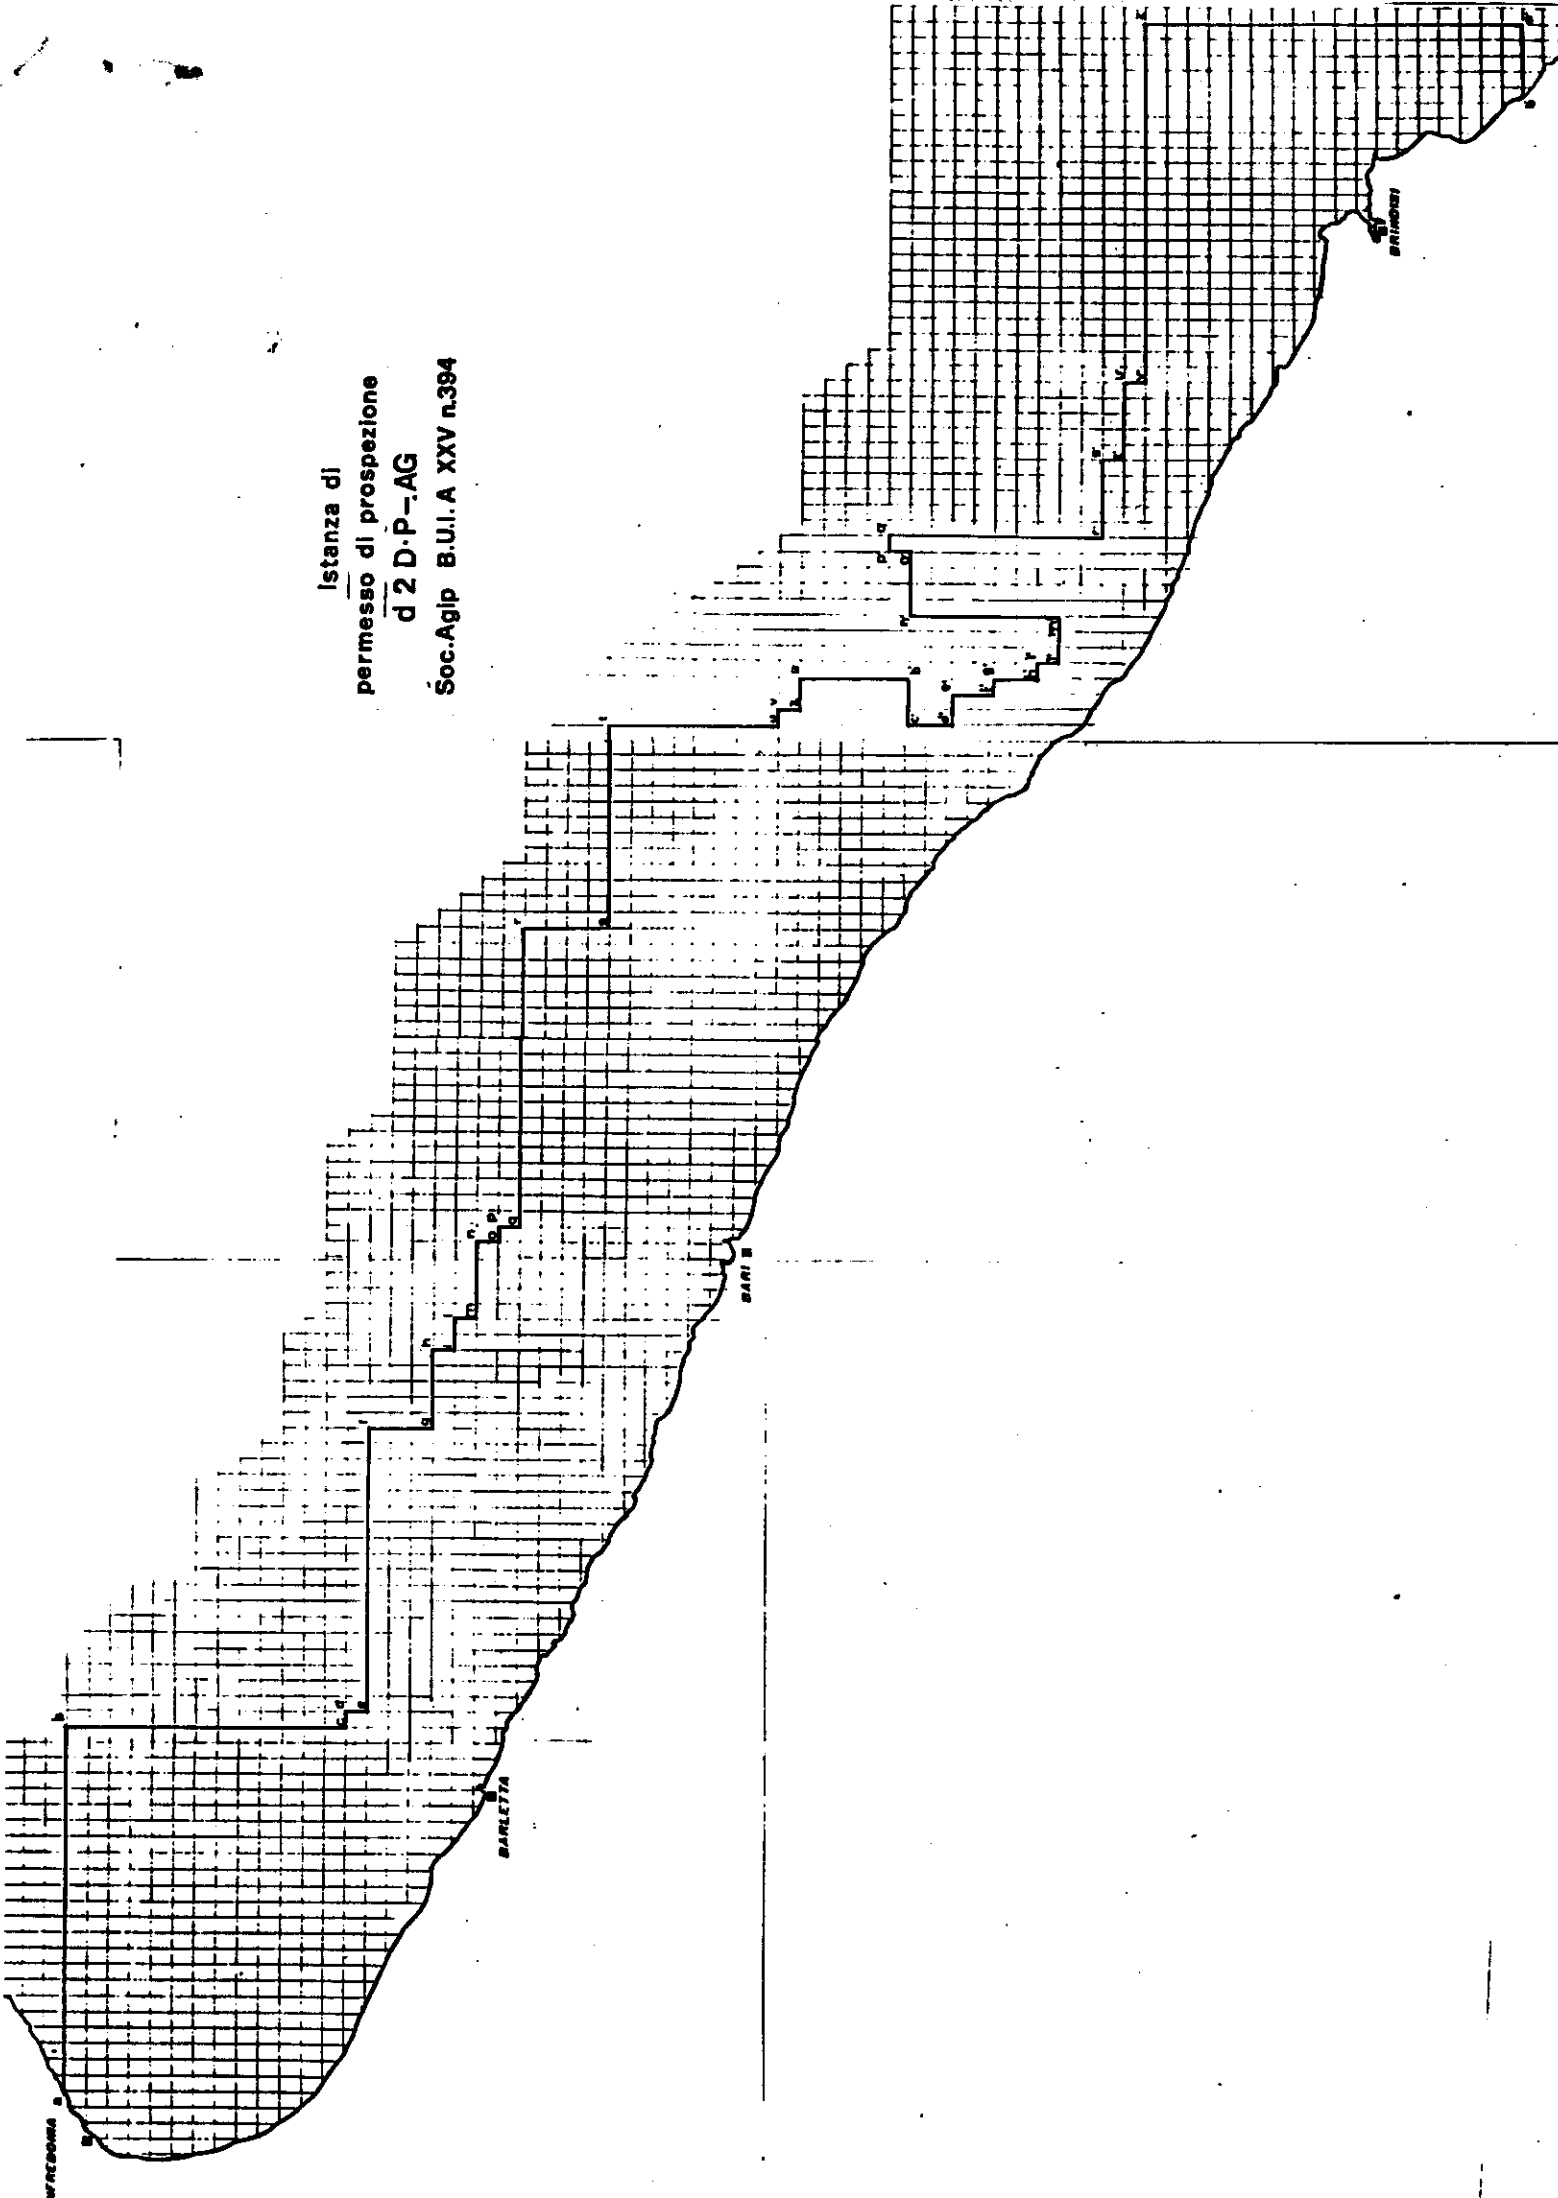 Istanza di
permesso di prospezione
d 2 D.P-.AG
Soc.Agip B.U.I.A XXV n.394
BARLETTA
BARI
BRINDISI
a
b
c
d
e
f
g
h
i
l
m
n
o
p
q
r
s
t
u
v
z
a'
b'
c'
d'
e'
f'
g'
h'
i'
l'
m'
n'
o'
p'
q'
r'
s'